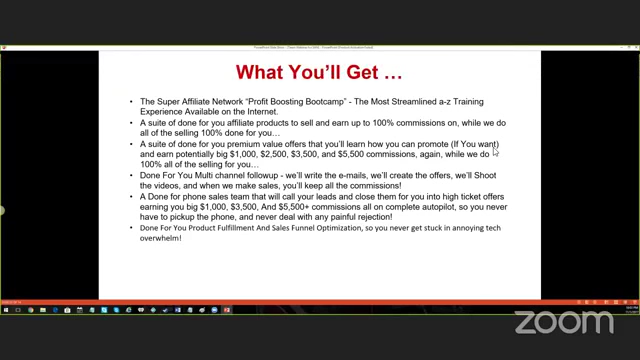 What You'll Get ...
The Super Affiliate Network "Profit Boosting Bootcamp" - The Most Streamlined a-z Training
Experience Available on the Internet.
A suite of done for you affiliate products to sell and earn up to 100% commissions on, while we do
all of the selling 100% done for you...
A suite of done for you premium value offers that you'll learn how you can promote (If You want)
and earn potentially big $1,000, $2,500, $3,500, and $5,500 commissions, again, while we do
100% all of the selling for you...
Done For You Multi channel followup - we'll write the e-mails, we'll create the offers, we'll Shoot
the videos, and when we make sales, you'll keep all the commissions!
A Done for phone sales team that will call your leads and close them for you into high ticket offers
earning you big $1,000, $3,500, And $5,500+ commissions all on complete autopilot, so you never
have to pickup the phone, and never deal with any painful rejection!
Done For You Product Fulfillment And Sales Funnel Optimization, so you never get stuck in annoying tech
overwhelm!
zoom